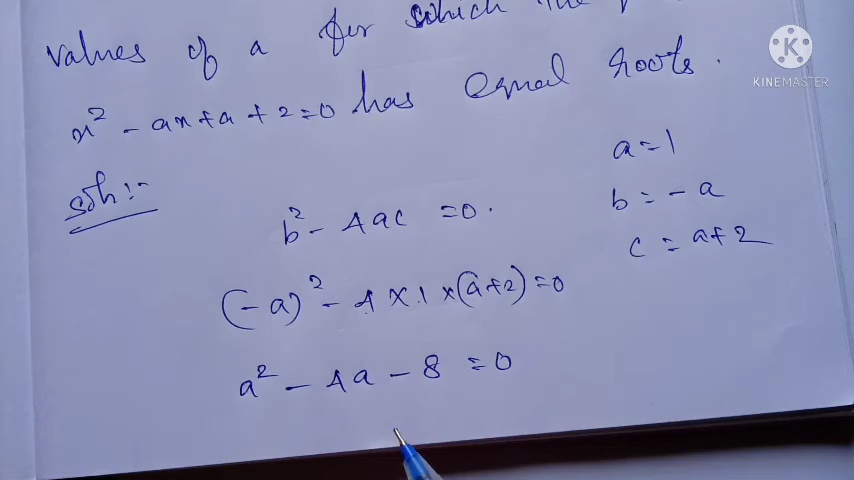 values of a for which the
x² - ax + a + 2 = 0 has equal roots.
Soln :-
b² - 4ac = 0.
(-a)² - 4 × 1 × (a+2) = 0
a² - 4a - 8 = 0
a = 1
b = -a
c = a+2
K
KINEMASTER